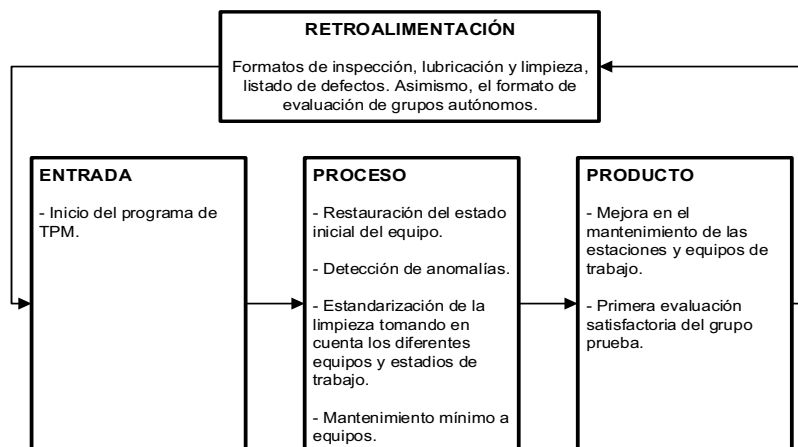 RETROALIMENTACIÓN
Formatos de inspección, lubricación y limpieza,
listado de defectos. Asimismo, el formato de
evaluación de grupos autónomos.
ENTRADA
- Inicio del programa de
TPM.
PROCESO
- Restauración del estado
inicial del equipo.
- Detección de anomalías.
- Estandarización de la
limpieza tomando en
cuenta los diferentes
equipos y estadios de
trabajo.
- Mantenimiento mínimo a
equipos.
PRODUCTO
- Mejora en el
mantenimiento de las
estaciones y equipos de
trabajo.
- Primera evaluación
satisfactoria del grupo
prueba.